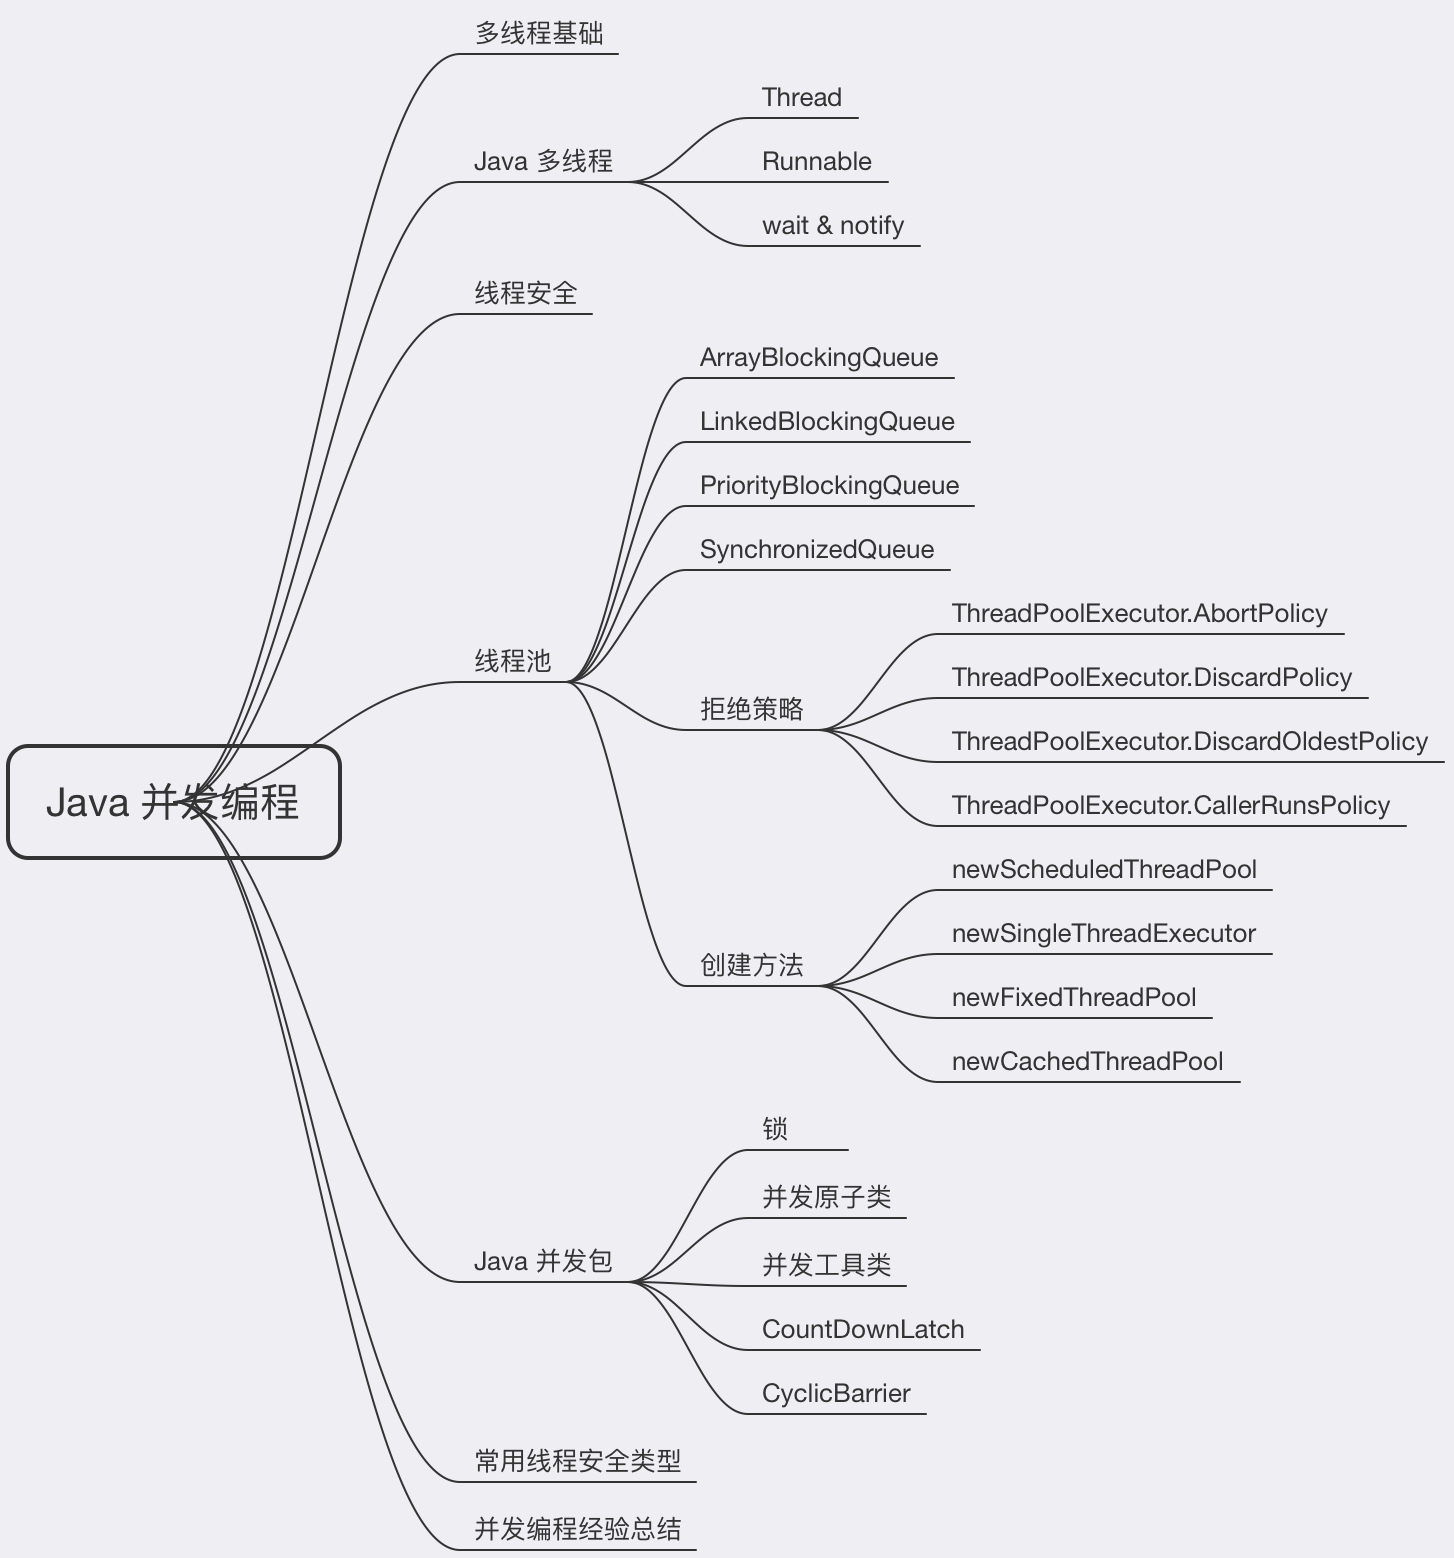 Java 并发编程
多线程基础
Java 多线程
Thread
Runnable
wait & notify
线程安全
线程池
ArrayBlockingQueue
LinkedBlockingQueue
PriorityBlockingQueue
SynchronizedQueue
拒绝策略
ThreadPoolExecutor.AbortPolicy
ThreadPoolExecutor.DiscardPolicy
ThreadPoolExecutor.DiscardOldestPolicy
ThreadPoolExecutor.CallerRunsPolicy
创建方法
newScheduledThreadPool
newSingleThreadExecutor
newFixedThreadPool
newCachedThreadPool
Java 并发包
锁
并发原子类
并发工具类
CountDownLatch
CyclicBarrier
常用线程安全类型
并发编程经验总结